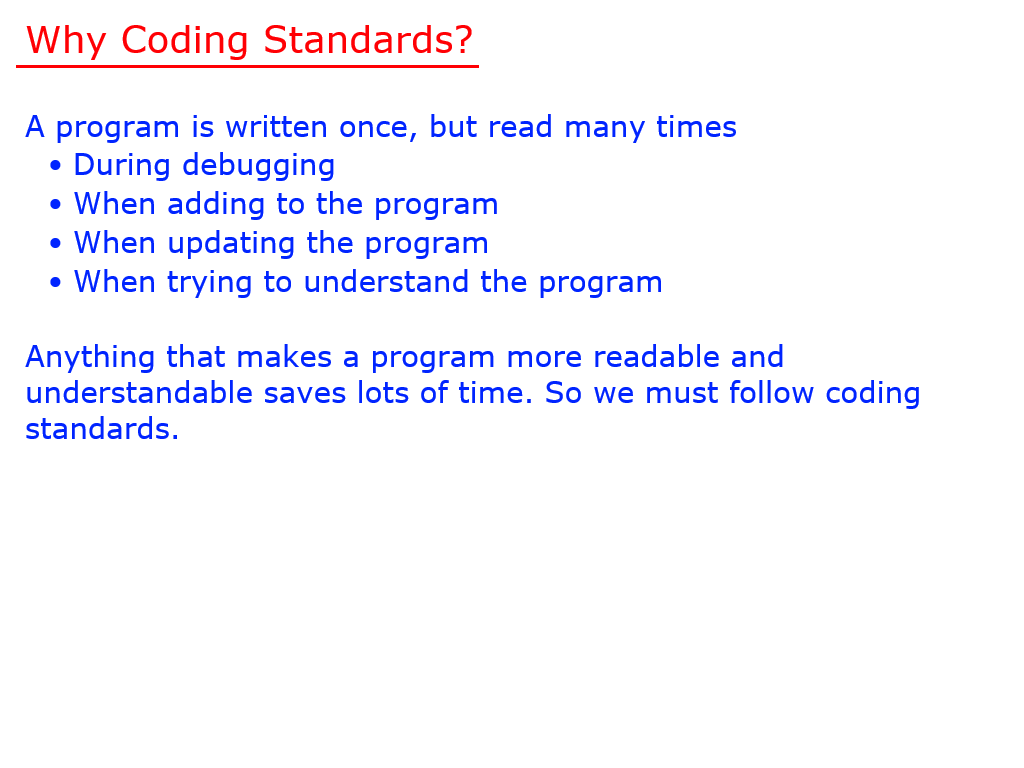 Why Coding Standards?
A program is written once, but read many times
• During debugging
• When adding to the program
• When updating the program
• When trying to understand the program
Anything that makes a program more readable and
understandable saves lots of time. So we must follow coding
standards.